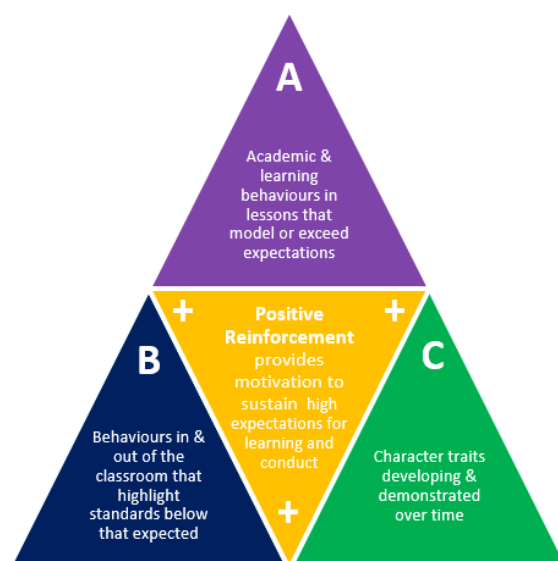 A
Academic &
learning
behaviours in
lessons that
model or exceed
expectations
+
+
Positive
Reinforcement
provides
motivation to
sustain high
expectations for
learning and
conduct
+
B
Behaviours in &
out of the
classroom that
highlight
standards below
that expected
C
Character traits
developing &
demonstrated
over time